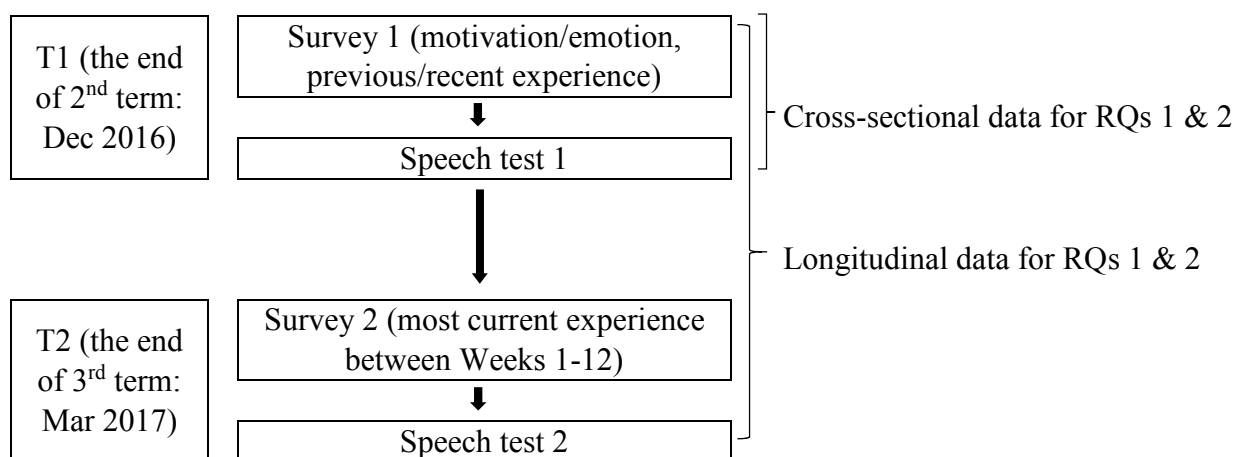 T1 (the end
of 2nd term:
Dec 2016)
Survey 1 (motivation/emotion,
previous/recent experience)
Speech test 1
Cross-sectional data for RQs 1 & 2
Longitudinal data for RQs 1 & 2
T2 (the end
of 3rd term:
Mar 2017)
Survey 2 (most current experience
between Weeks 1-12)
Speech test 2